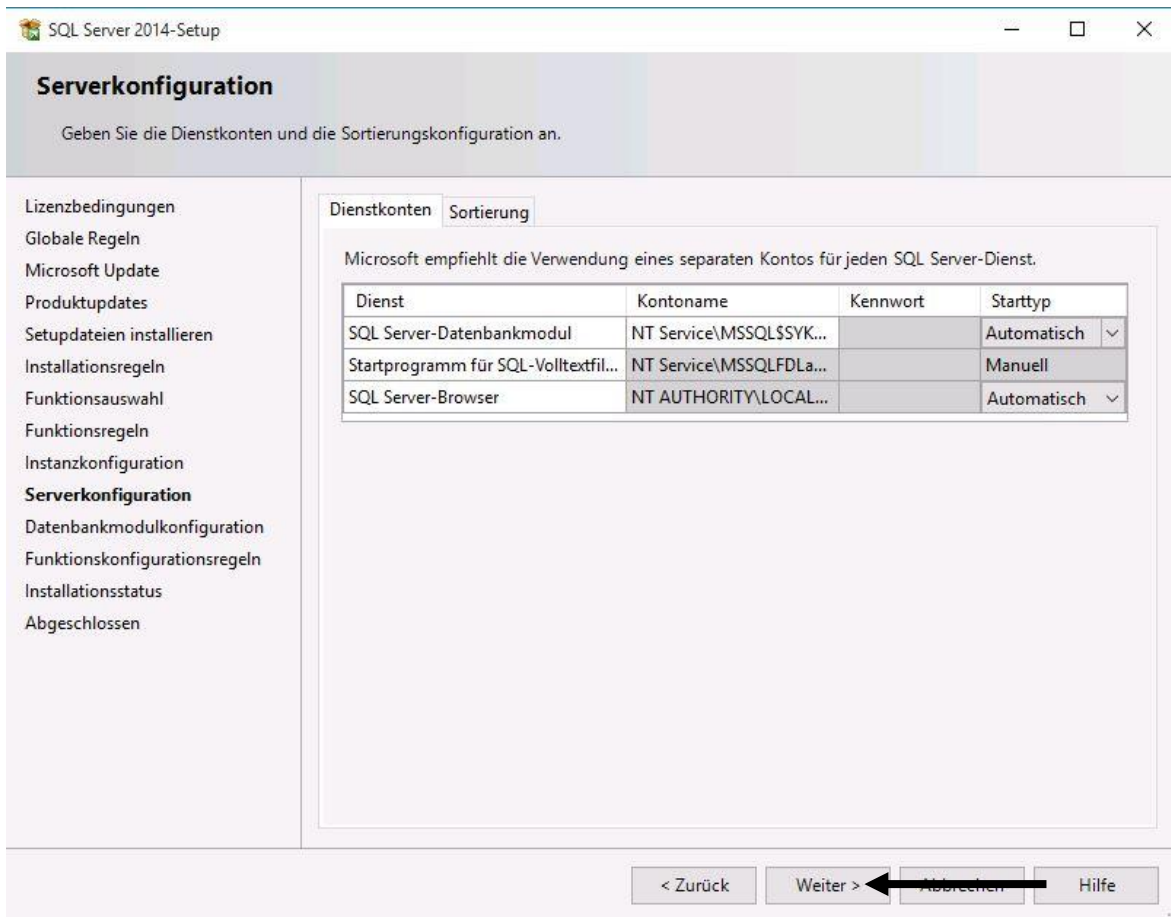 SQL Server 2014-Setup
Serverkonfiguration
Geben Sie die Dienstkonten und die Sortierungskonfiguration an.
Lizenzbedingungen
Globale Regeln
Microsoft Update
Produktupdates
Setupdateien installieren
Installationsregeln
Funktionsauswahl
Funktionsregeln
Instanzkonfiguration
Serverkonfiguration
Datenbankmodulkonfiguration
Funktionskonfigurationsregeln
Installationsstatus
Abgeschlossen
Dienstkonten Sortierung
Microsoft empfiehlt die Verwendung eines separaten Kontos für jeden SQL Server-Dienst.
Dienst Kontoname Kennwort Starttyp
SQL Server-Datenbankmodul NT Service\MSSQL$SYK... Automatisch
Startprogramm für SQL-Volltextfil... NT Service\MSSQLFDLa... Manuell
SQL Server-Browser NT AUTHORITY\LOCAL... Automatisch
< Zurück Weiter > Abbrechen Hilfe